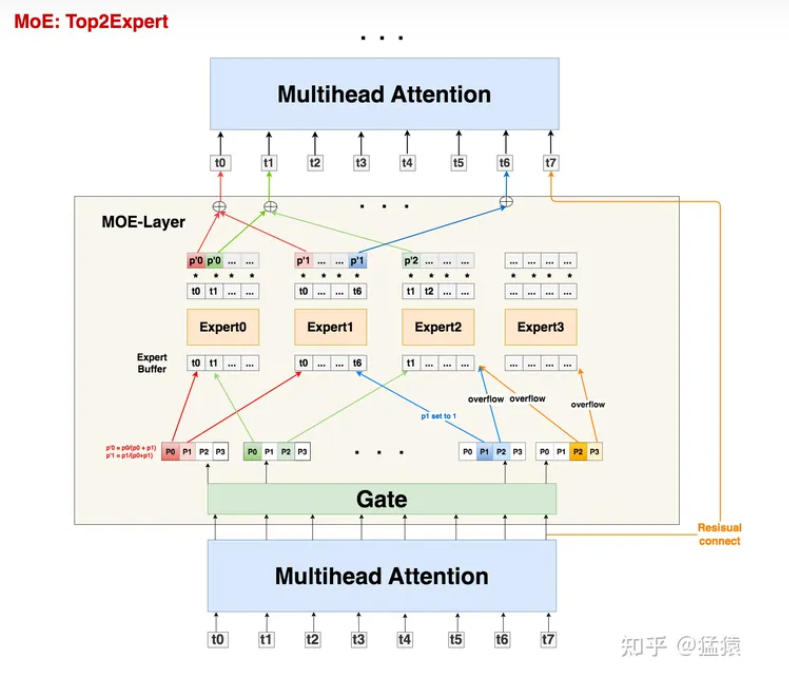 MoE: Top2Expert
. . .
Multihead Attention
t0 t1 t2 t3 t4 t5 t6 t7
MOE-Layer
. . .
p'0 p'0 ... ... p'1 ... ... p'1 p'2 ... ... ... ... ... ... ...
* * * * * * * * * * * * * * * *
t0 t1 ... ... t0 ... ... t6 t1 t2 ... ... ... ... ... ...
Expert0 Expert1 Expert2 Expert3
Expert
Buffer
t0 t1 ... ... t0 ... ... t6 t1 ... ... ... ... ... ... ...
overflow overflow overflow
p1 set to 1
p'0 = p0/(p0 + p1)
p'1 = p1/(p0+p1)
P0 P1 P2 P3 P0 P1 P2 P3 . . . P0 P1 P2 P3 P0 P1 P2 P3
Gate
Resisual
connect
Multihead Attention
t0 t1 t2 t3 t4 t5 t6 t7
知乎 @猛猿